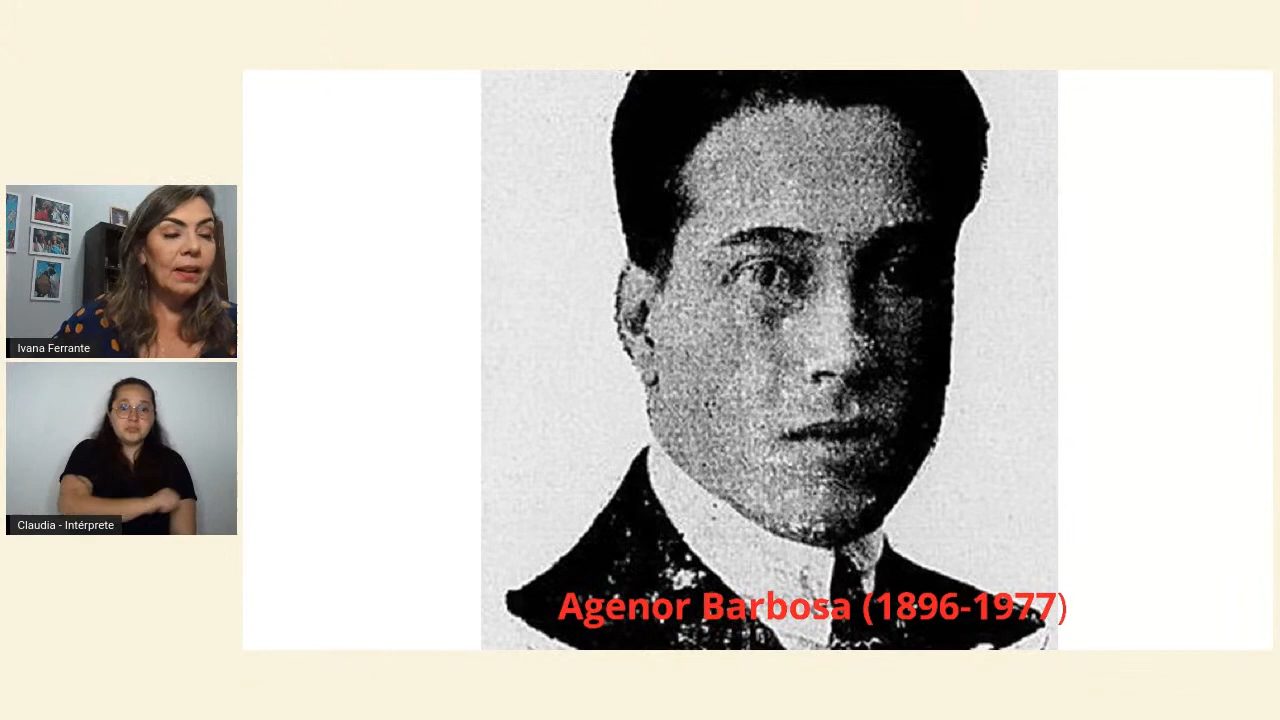 Ivana Ferrante
Claudia - Intérprete
Agenor Barbosa (1896-1977)